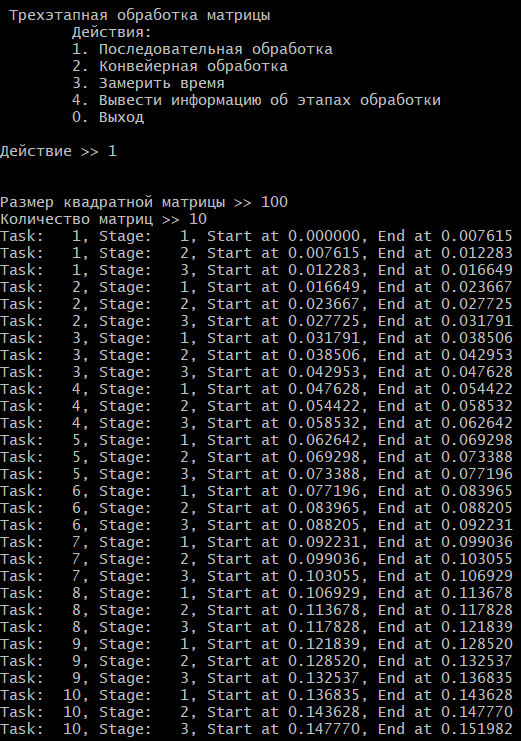 Трехэтапная обработка матрицы
Действия:
1. Последовательная обработка
2. Конвейерная обработка
3. Замерить время
4. Вывести информацию об этапах обработки
0. Выход
Действие >> 1
Размер квадратной матрицы >> 100
Количество матриц >> 10
Task:   1, Stage:   1, Start at 0.000000, End at 0.007615
Task:   1, Stage:   2, Start at 0.007615, End at 0.012283
Task:   1, Stage:   3, Start at 0.012283, End at 0.016649
Task:   2, Stage:   1, Start at 0.016649, End at 0.023667
Task:   2, Stage:   2, Start at 0.023667, End at 0.027725
Task:   2, Stage:   3, Start at 0.027725, End at 0.031791
Task:   3, Stage:   1, Start at 0.031791, End at 0.038506
Task:   3, Stage:   2, Start at 0.038506, End at 0.042953
Task:   3, Stage:   3, Start at 0.042953, End at 0.047628
Task:   4, Stage:   1, Start at 0.047628, End at 0.054422
Task:   4, Stage:   2, Start at 0.054422, End at 0.058532
Task:   4, Stage:   3, Start at 0.058532, End at 0.062642
Task:   5, Stage:   1, Start at 0.062642, End at 0.069298
Task:   5, Stage:   2, Start at 0.069298, End at 0.073388
Task:   5, Stage:   3, Start at 0.073388, End at 0.077196
Task:   6, Stage:   1, Start at 0.077196, End at 0.083965
Task:   6, Stage:   2, Start at 0.083965, End at 0.088205
Task:   6, Stage:   3, Start at 0.088205, End at 0.092231
Task:   7, Stage:   1, Start at 0.092231, End at 0.099036
Task:   7, Stage:   2, Start at 0.099036, End at 0.103055
Task:   7, Stage:   3, Start at 0.103055, End at 0.106929
Task:   8, Stage:   1, Start at 0.106929, End at 0.113678
Task:   8, Stage:   2, Start at 0.113678, End at 0.117828
Task:   8, Stage:   3, Start at 0.117828, End at 0.121839
Task:   9, Stage:   1, Start at 0.121839, End at 0.128520
Task:   9, Stage:   2, Start at 0.128520, End at 0.132537
Task:   9, Stage:   3, Start at 0.132537, End at 0.136835
Task:  10, Stage:   1, Start at 0.136835, End at 0.143628
Task:  10, Stage:   2, Start at 0.143628, End at 0.147770
Task:  10, Stage:   3, Start at 0.147770, End at 0.151982